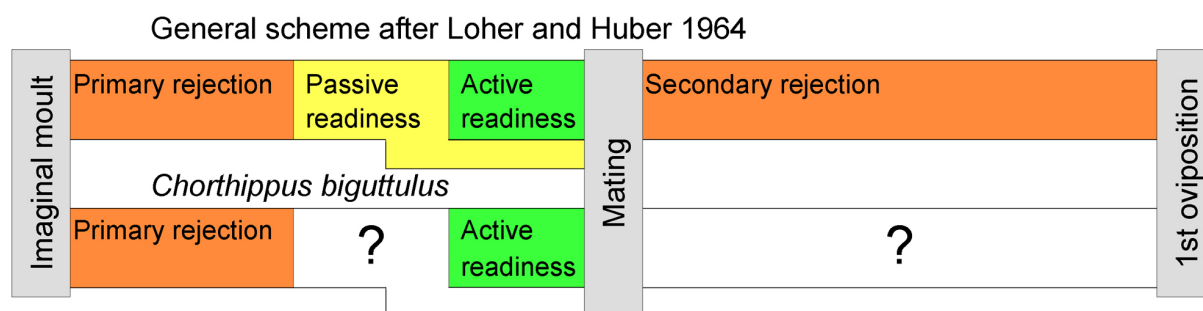 General scheme after Loher and Huber 1964
Imaginal moult
Primary rejection
Passive
readiness
Active
readiness
Mating
Secondary rejection
1st oviposition
Chorthippus biguttulus
Primary rejection
?
Active
readiness
?